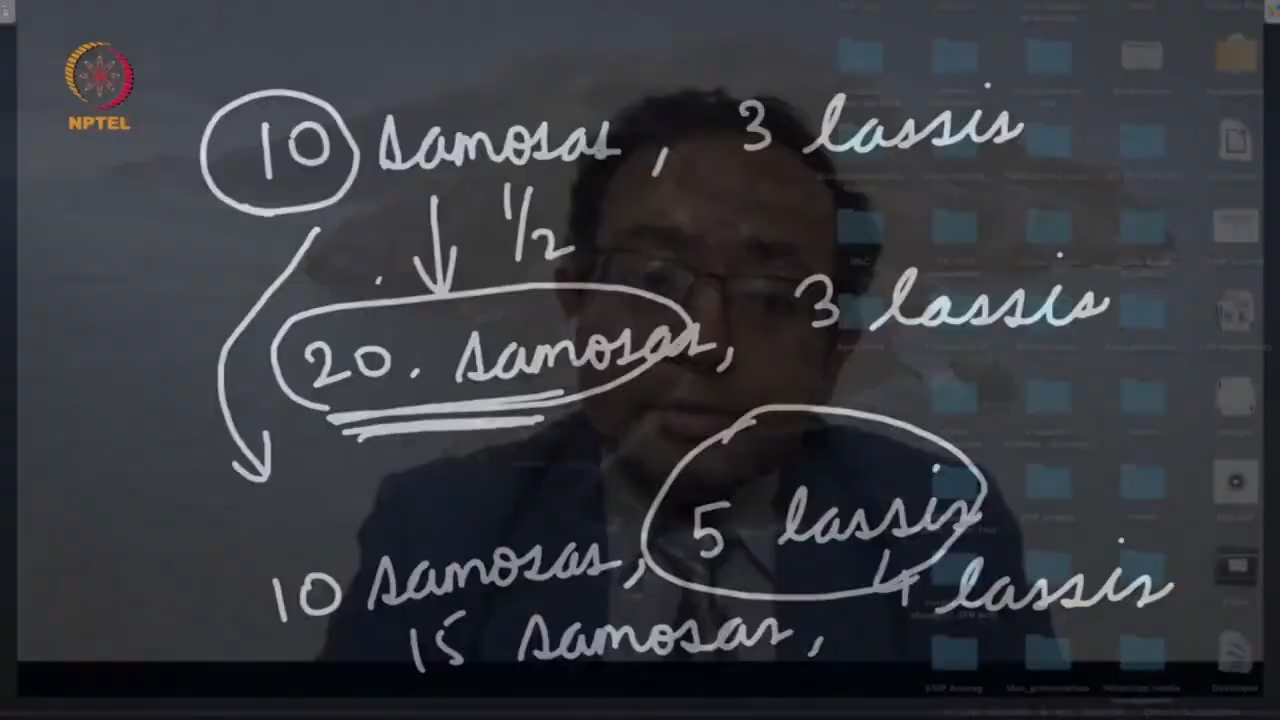 NPTEL
10 samosas, 3 lassis
1/2
20. samosas, 3 lassis
10 samosas, 5 lassis
15 samosas, 4 lassis